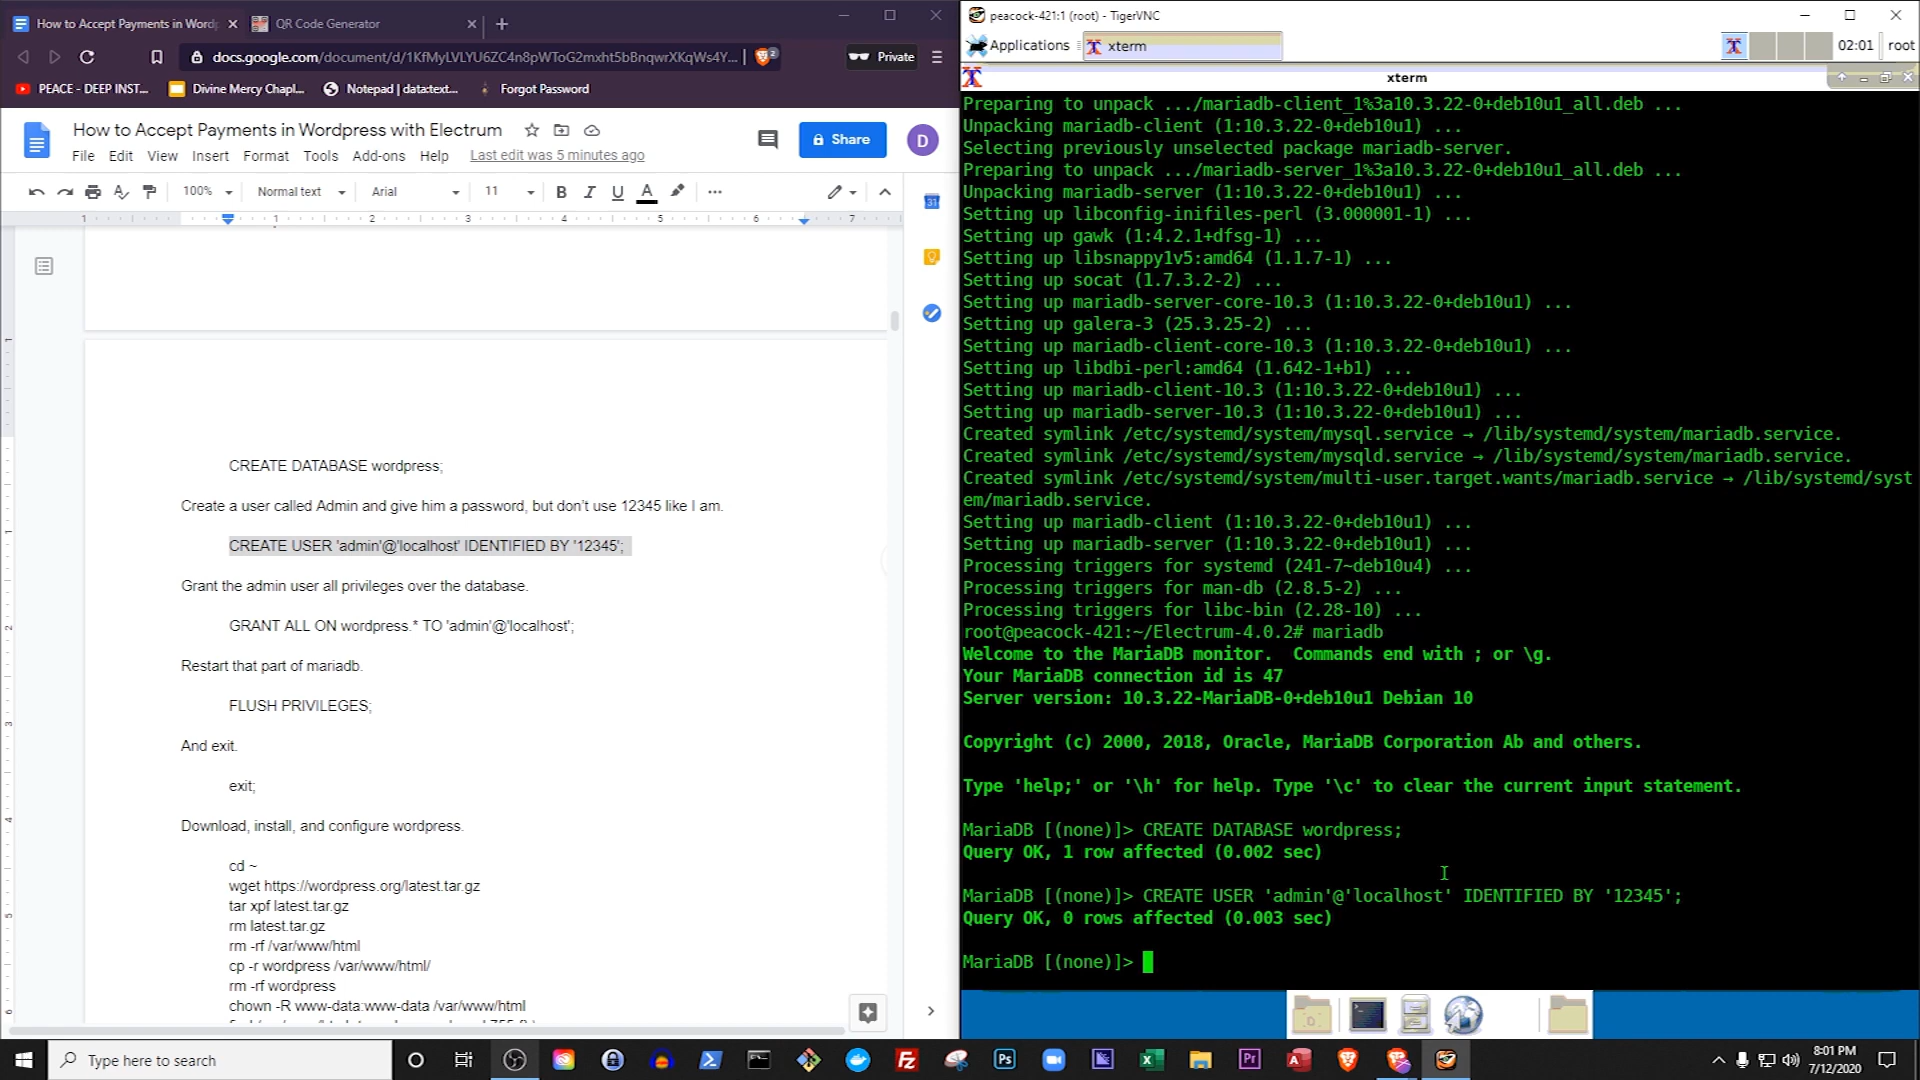 How to Accept Payments in Wordp
QR Code Generator
docs.google.com/document/d/1KfMyLVLYU6ZC4n8pWToG2mxht5bBnqwrXKqWs4Y...
2
Private
PEACE - DEEP INST...
Divine Mercy Chapl...
Notepad | data:text...
Forgot Password
How to Accept Payments in Wordpress with Electrum
Share
D
File Edit View Insert Format Tools Add-ons Help Last edit was 5 minutes ago
100% Normal text Arial 11 B I U A
1 1 2 3 4 5 6 7
CREATE DATABASE wordpress;
Create a user called Admin and give him a password, but don't use 12345 like I am.
CREATE USER 'admin'@'localhost' IDENTIFIED BY '12345';
Grant the admin user all privileges over the database.
GRANT ALL ON wordpress.* TO 'admin'@'localhost';
Restart that part of mariadb.
FLUSH PRIVILEGES;
And exit.
exit;
Download, install, and configure wordpress.
cd ~
wget https://wordpress.org/latest.tar.gz
tar xpf latest.tar.gz
rm latest.tar.gz
rm -rf /var/www/html
cp -r wordpress /var/www/html/
rm -rf wordpress
chown -R www-data:www-data /var/www/html
31
peacock-421:1 (root) - TigerVNC
Applications
xterm
02:01 root
xterm
Preparing to unpack .../mariadb-client_1%3a10.3.22-0+deb10u1_all.deb ...
Unpacking mariadb-client (1:10.3.22-0+deb10u1) ...
Selecting previously unselected package mariadb-server.
Preparing to unpack .../mariadb-server_1%3a10.3.22-0+deb10u1_all.deb ...
Unpacking mariadb-server (1:10.3.22-0+deb10u1) ...
Setting up libconfig-inifiles-perl (3.000001-1) ...
Setting up gawk (1:4.2.1+dfsg-1) ...
Setting up libsnappy1v5:amd64 (1.1.7-1) ...
Setting up socat (1.7.3.2-2) ...
Setting up mariadb-server-core-10.3 (1:10.3.22-0+deb10u1) ...
Setting up galera-3 (25.3.25-2) ...
Setting up mariadb-client-core-10.3 (1:10.3.22-0+deb10u1) ...
Setting up libdbi-perl:amd64 (1.642-1+b1) ...
Setting up mariadb-client-10.3 (1:10.3.22-0+deb10u1) ...
Setting up mariadb-server-10.3 (1:10.3.22-0+deb10u1) ...
Created symlink /etc/systemd/system/mysql.service → /lib/systemd/system/mariadb.service.
Created symlink /etc/systemd/system/mysqld.service → /lib/systemd/system/mariadb.service.
Created symlink /etc/systemd/system/multi-user.target.wants/mariadb.service → /lib/systemd/syst
em/mariadb.service.
Setting up mariadb-client (1:10.3.22-0+deb10u1) ...
Setting up mariadb-server (1:10.3.22-0+deb10u1) ...
Processing triggers for systemd (241-7~deb10u4) ...
Processing triggers for man-db (2.8.5-2) ...
Processing triggers for libc-bin (2.28-10) ...
root@peacock-421:~/Electrum-4.0.2# mariadb
Welcome to the MariaDB monitor.  Commands end with ; or \g.
Your MariaDB connection id is 47
Server version: 10.3.22-MariaDB-0+deb10u1 Debian 10
Copyright (c) 2000, 2018, Oracle, MariaDB Corporation Ab and others.
Type 'help;' or '\h' for help. Type '\c' to clear the current input statement.
MariaDB [(none)]> CREATE DATABASE wordpress;
Query OK, 1 row affected (0.002 sec)
MariaDB [(none)]> CREATE USER 'admin'@'localhost' IDENTIFIED BY '12345';
Query OK, 0 rows affected (0.003 sec)
MariaDB [(none)]>
Type here to search
Ps
Pr
8:01 PM
7/12/2020